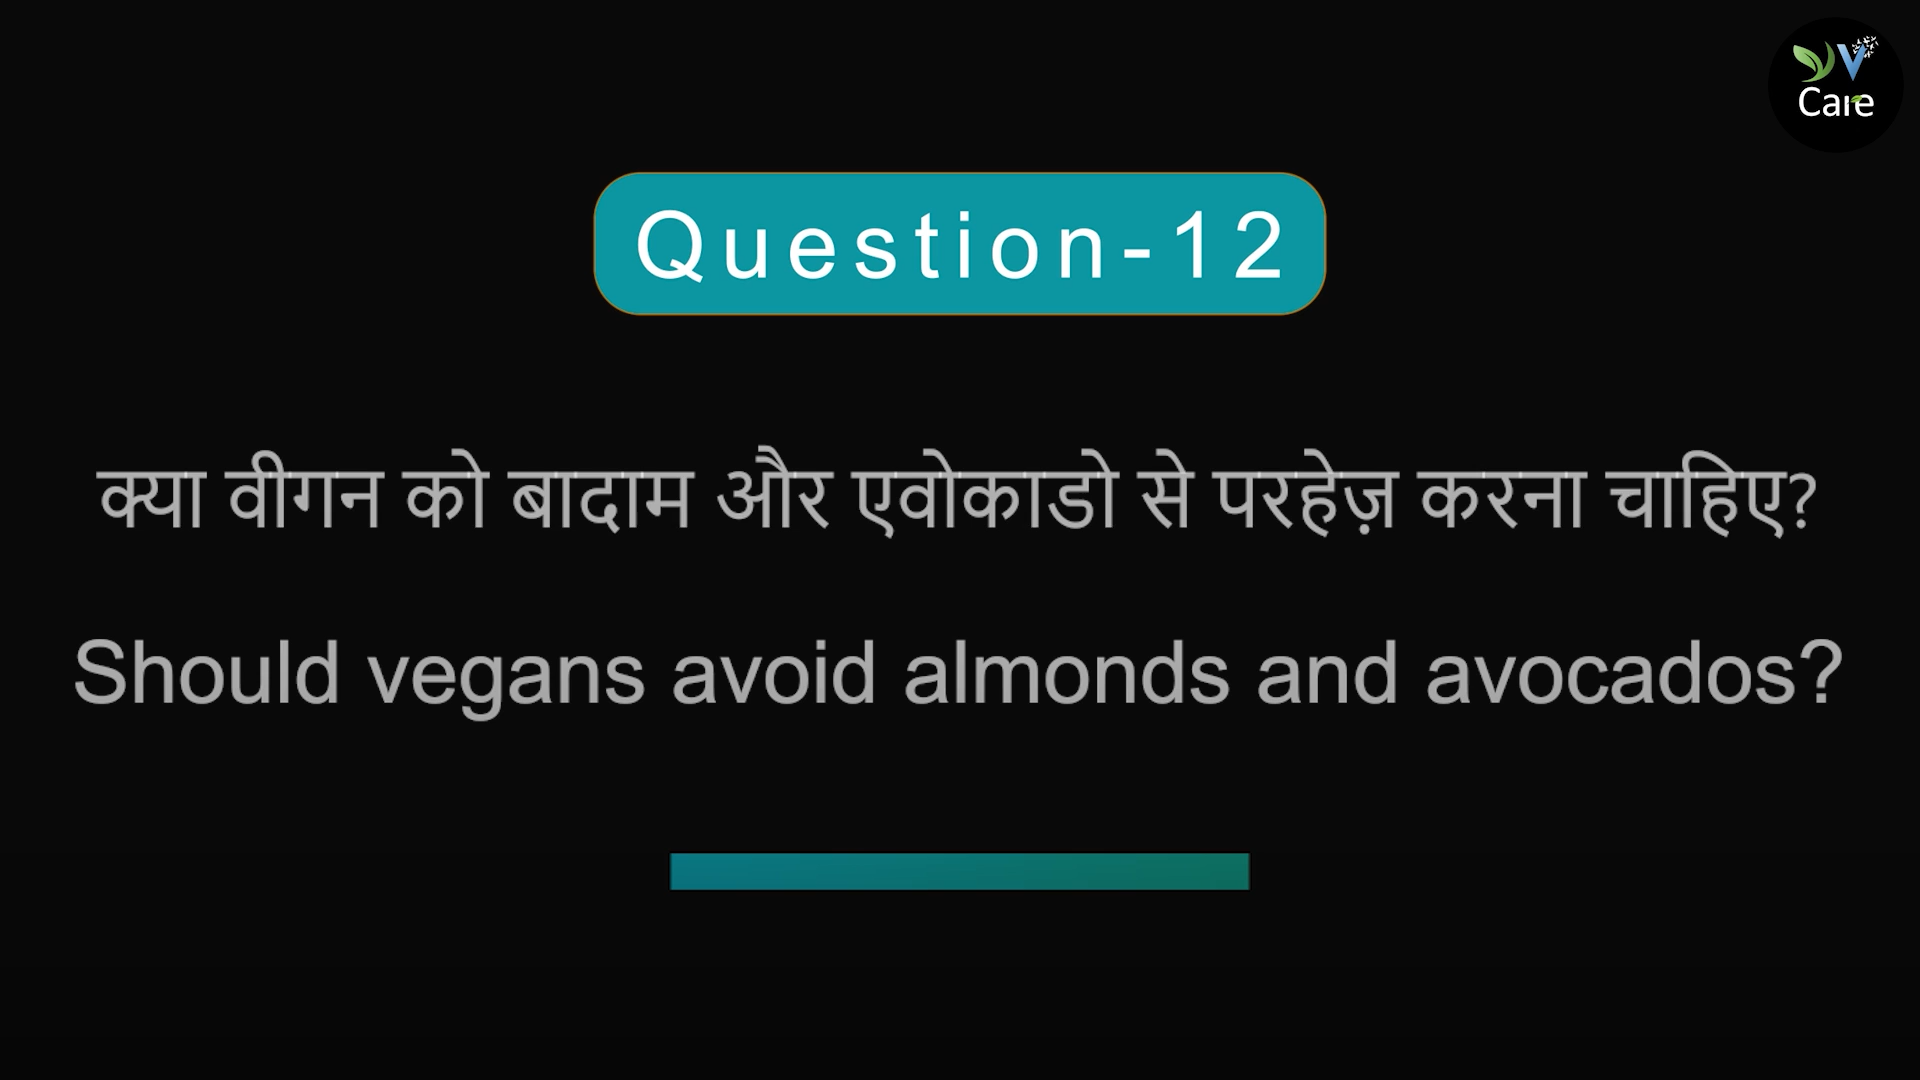 V
Care
Question-12
क्या वीगन को बादाम और एवोकाडो से परहेज़ करना चाहिए?
Should vegans avoid almonds and avocados?